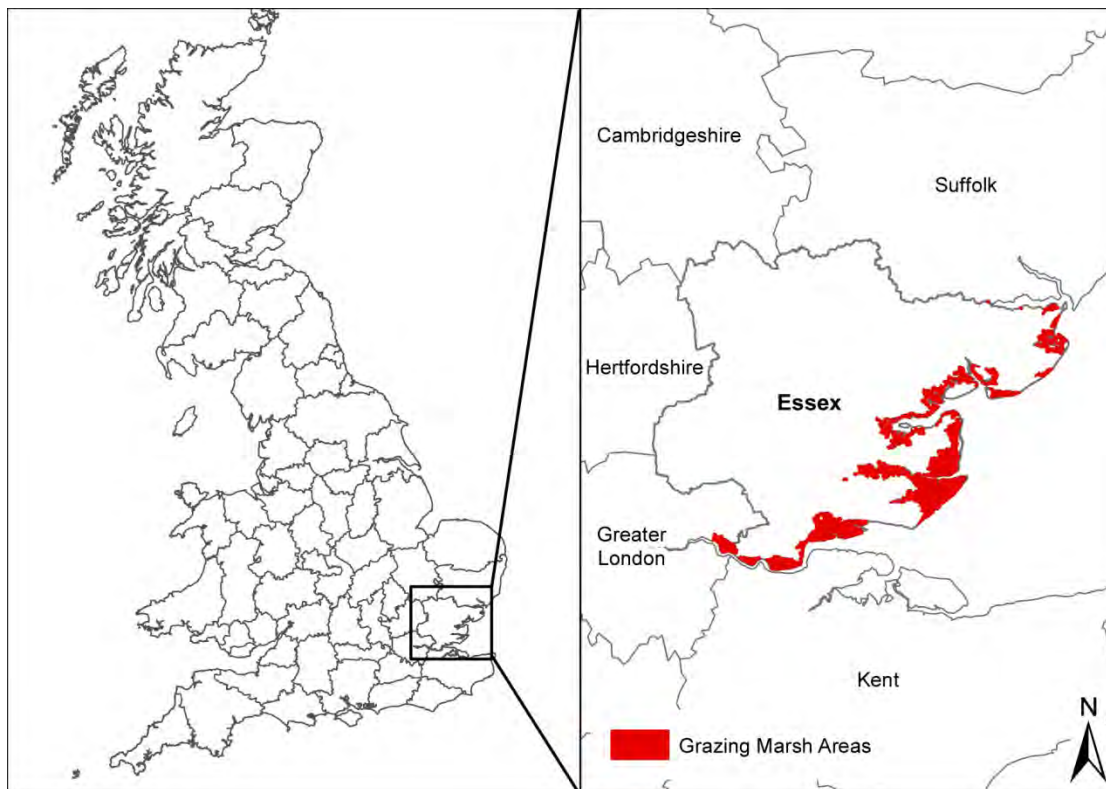 Cambridgeshire
Suffolk
Hertfordshire
Essex
Greater
London
Kent
N
Grazing Marsh Areas